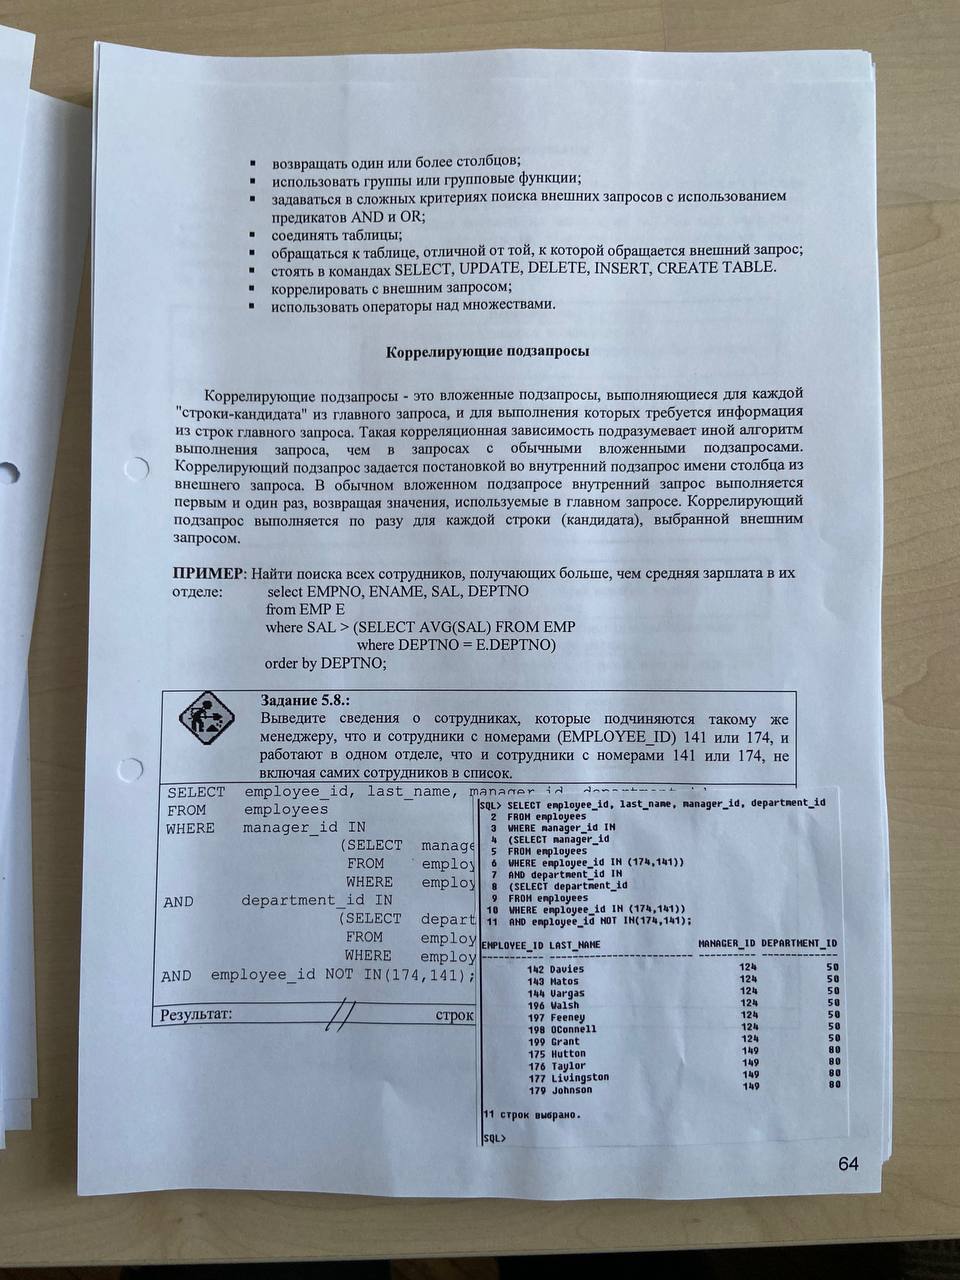 ▪ возвращать один или более столбцов;
▪ использовать группы или групповые функции;
▪ задаваться в сложных критериях поиска внешних запросов с использованием
предикатов AND и OR;
▪ соединять таблицы;
▪ обращаться к таблице, отличной от той, к которой обращается внешний запрос;
▪ стоять в командах SELECT, UPDATE, DELETE, INSERT, CREATE TABLE.
▪ коррелировать с внешним запросом;
▪ использовать операторы над множествами.
Коррелирующие подзапросы
Коррелирующие подзапросы - это вложенные подзапросы, выполняющиеся для каждой
"строки-кандидата" из главного запроса, и для выполнения которых требуется информация
из строк главного запроса. Такая корреляционная зависимость подразумевает иной алгоритм
выполнения запроса, чем в запросах с обычными вложенными подзапросами.
Коррелирующий подзапрос задается постановкой во внутренний подзапрос имени столбца из
внешнего запроса. В обычном вложенном подзапросе внутренний запрос выполняется
первым и один раз, возвращая значения, используемые в главном запросе. Коррелирующий
подзапрос выполняется по разу для каждой строки (кандидата), выбранной внешним
запросом.
ПРИМЕР: Найти поиска всех сотрудников, получающих больше, чем средняя зарплата в их
отделе: select EMPNO, ENAME, SAL, DEPTNO
from EMP E
where SAL > (SELECT AVG(SAL) FROM EMP
where DEPTNO = E.DEPTNO)
order by DEPTNO;
Задание 5.8.:
Выведите сведения о сотрудниках, которые подчиняются такому же
менеджеру, что и сотрудники с номерами (EMPLOYEE_ID) 141 или 174, и
работают в одном отделе, что и сотрудники с номерами 141 или 174, не
включая самих сотрудников в список.
SELECT employee_id, last_name, manager_id, department_id
FROM employees
WHERE manager_id IN
(SELECT manage
FROM employ
WHERE employ
AND department_id IN
(SELECT depart
FROM employ
WHERE employ
AND employee_id NOT IN(174,141);
Результат: 11 строк
SQL> SELECT employee_id, last_name, manager_id, department_id
2 FROM employees
3 WHERE manager_id IN
4 (SELECT manager_id
5 FROM employees
6 WHERE employee_id IN (174,141))
7 AND department_id IN
8 (SELECT department_id
9 FROM employees
10 WHERE employee_id IN (174,141))
11 AND employee_id NOT IN(174,141);
EMPLOYEE_ID LAST_NAME MANAGER_ID DEPARTMENT_ID
----------- ------------------------- ---------- -------------
142 Davies 124 50
143 Matos 124 50
144 Vargas 124 50
196 Walsh 124 50
197 Feeney 124 50
198 OConnell 124 50
199 Grant 124 50
175 Hutton 149 80
176 Taylor 149 80
177 Livingston 149 80
179 Johnson 149 80
11 строк выбрано.
SQL>
64